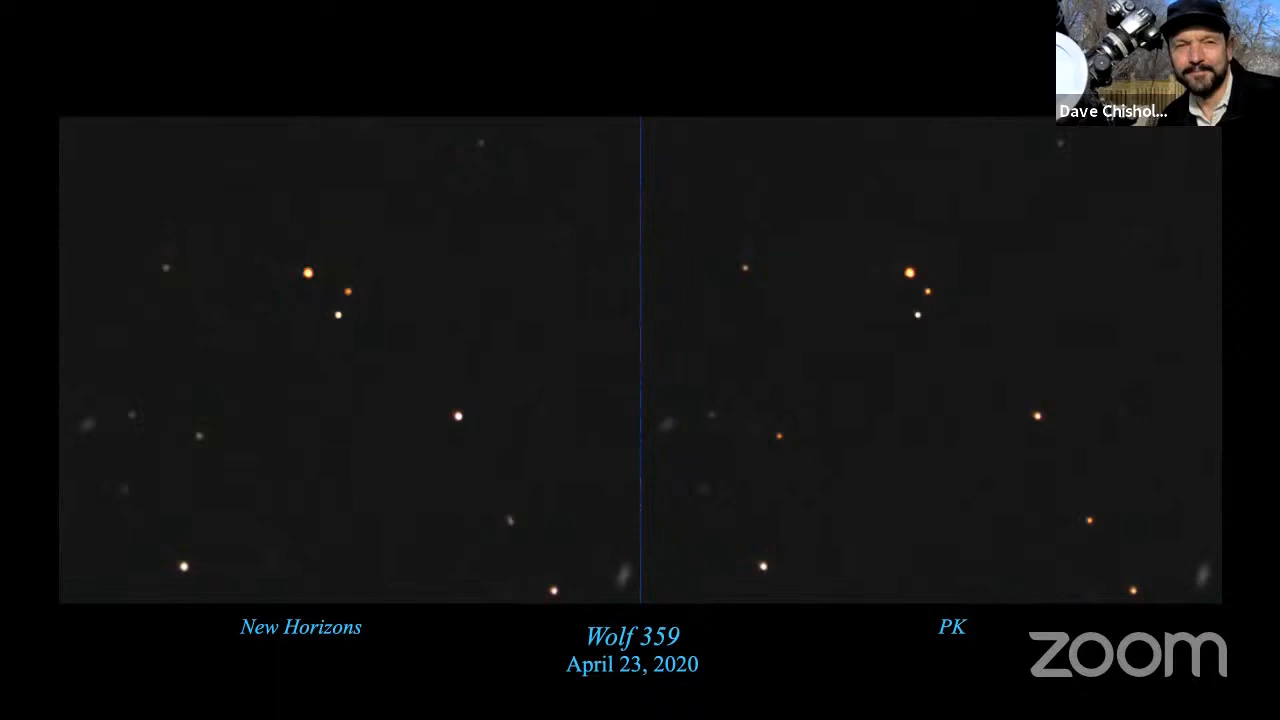 Dave Chishol...
New Horizons
Wolf 359
April 23, 2020
PK
zoom